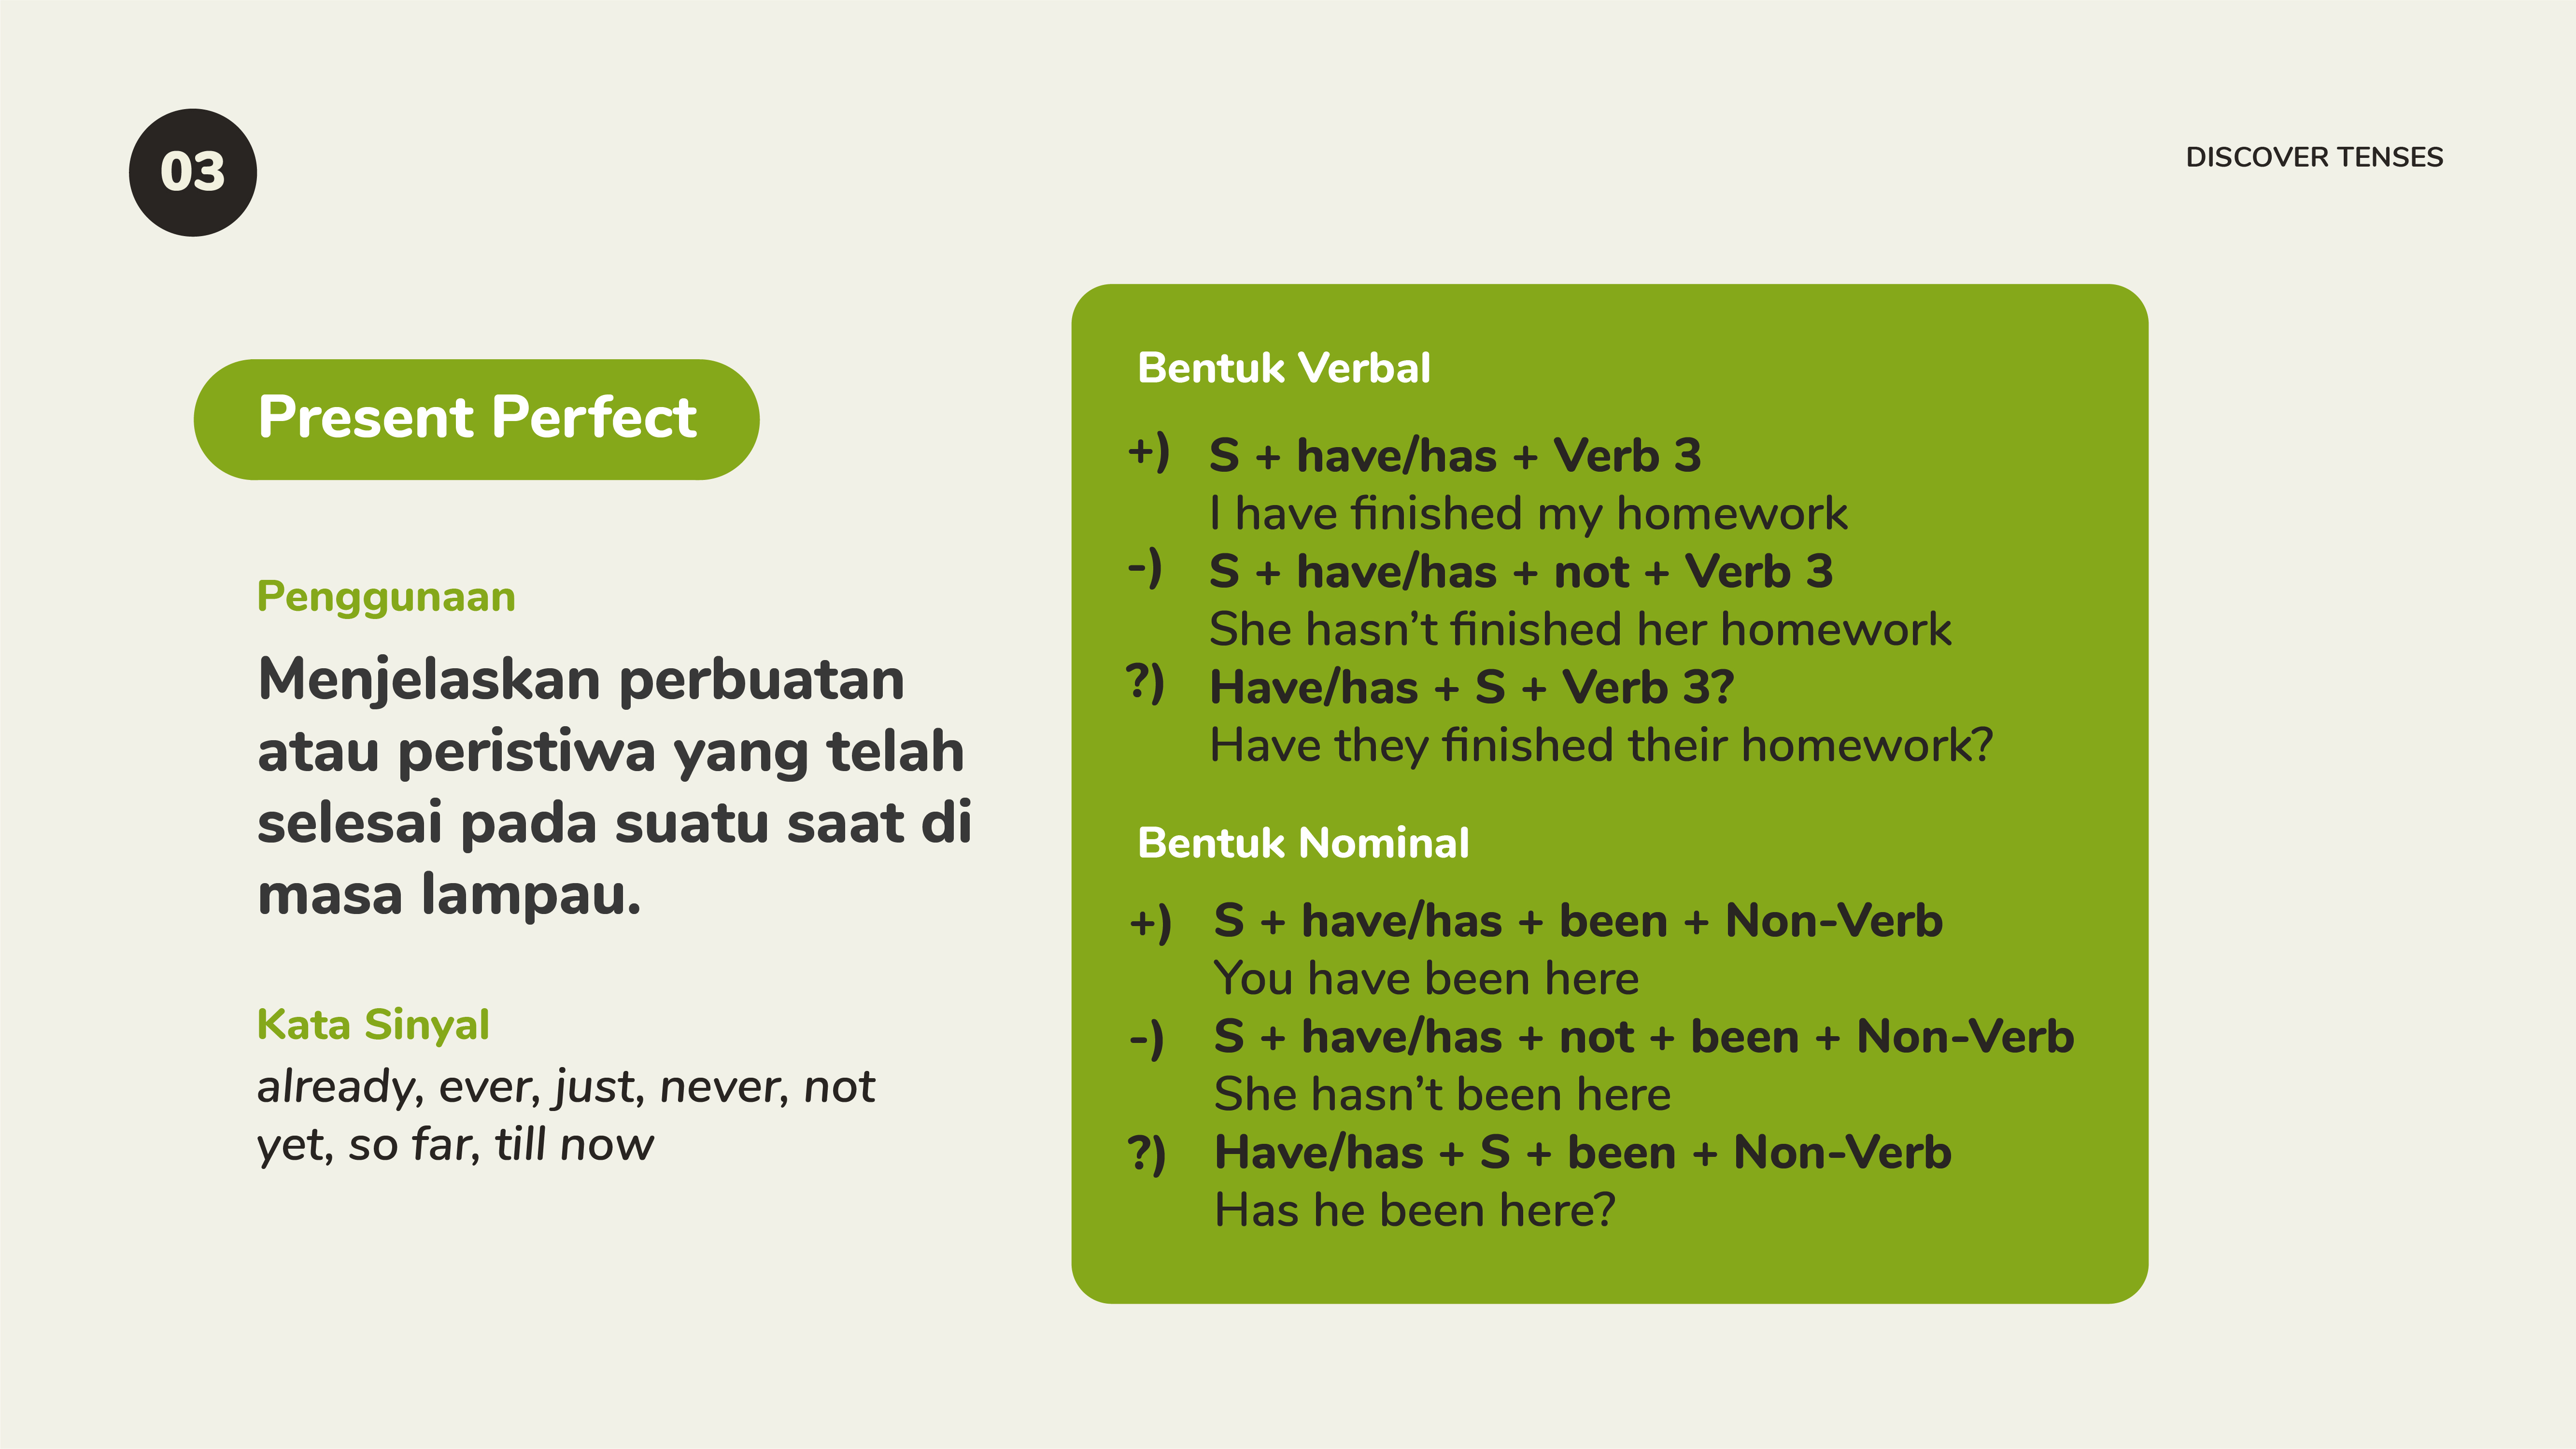 03
DISCOVER TENSES
Present Perfect
Penggunaan
Menjelaskan perbuatan
atau peristiwa yang telah
selesai pada suatu saat di
masa lampau.
Kata Sinyal
already, ever, just, never, not
yet, so far, till now
Bentuk Verbal
+) S + have/has + Verb 3
I have finished my homework
-) S + have/has + not + Verb 3
She hasn’t finished her homework
?) Have/has + S + Verb 3?
Have they finished their homework?
Bentuk Nominal
+) S + have/has + been + Non-Verb
You have been here
-) S + have/has + not + been + Non-Verb
She hasn’t been here
?) Have/has + S + been + Non-Verb
Has he been here?